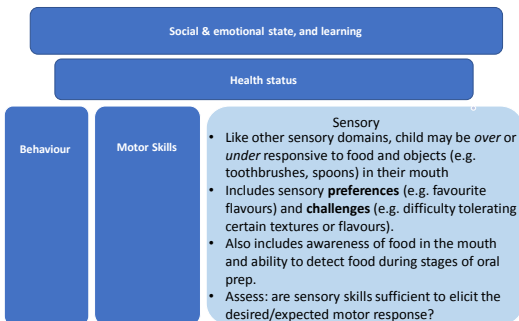 Social & emotional state, and learning
Health status
Behaviour
Motor Skills
Sensory
• Like other sensory domains, child may be over or
under responsive to food and objects (e.g.
toothbrushes, spoons) in their mouth
• Includes sensory preferences (e.g. favourite
flavours) and challenges (e.g. difficulty tolerating
certain textures or flavours).
• Also includes awareness of food in the mouth
and ability to detect food during stages of oral
prep.
• Assess: are sensory skills sufficient to elicit the
desired/expected motor response?